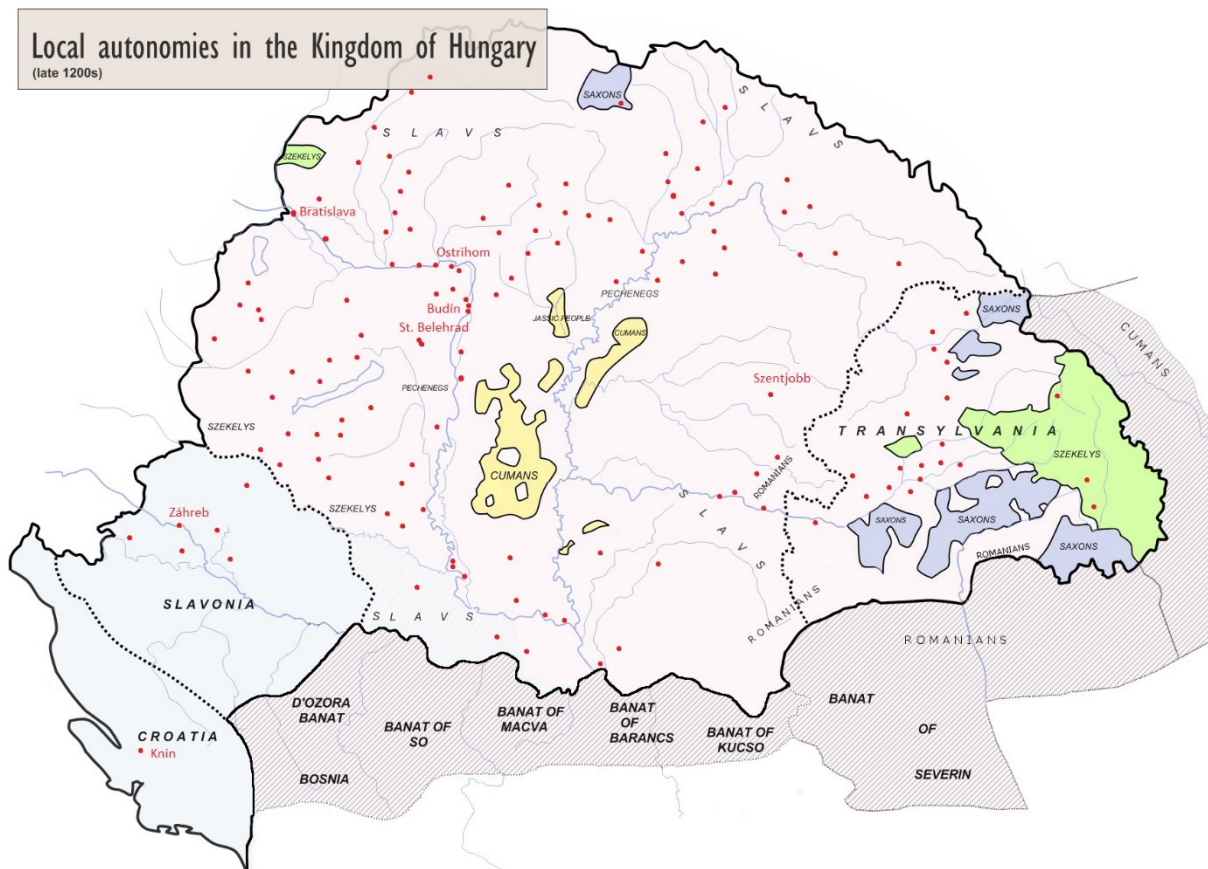 Local autonomies in the Kingdom of Hungary
(late 1200s)
SAXONS
SLAVS
SLAVS
SZEKELYS
Bratislava
Ostrihom
Budín
St. Belehrad
PECHENEGS
JASSIC PEOPLE
CUMANS
SAXONS
CUMANS
PECHENEGS
Szentjobb
SZEKELYS
TRANSYLVANIA
SZEKELYS
CUMANS
ROMANIANS
SLAVS
SZEKELYS
Záhreb
SAXONS
SAXONS
SAXONS
ROMANIANS
SLAVONIA
SLAVS
ROMANIANS
ROMANIANS
CROATIA
Knin
D'OZORA
BANAT
BOSNIA
BANAT OF
SO
BANAT OF
MACVA
BANAT
OF
BARANCS
BANAT OF
KUCSO
BANAT
OF
SEVERIN